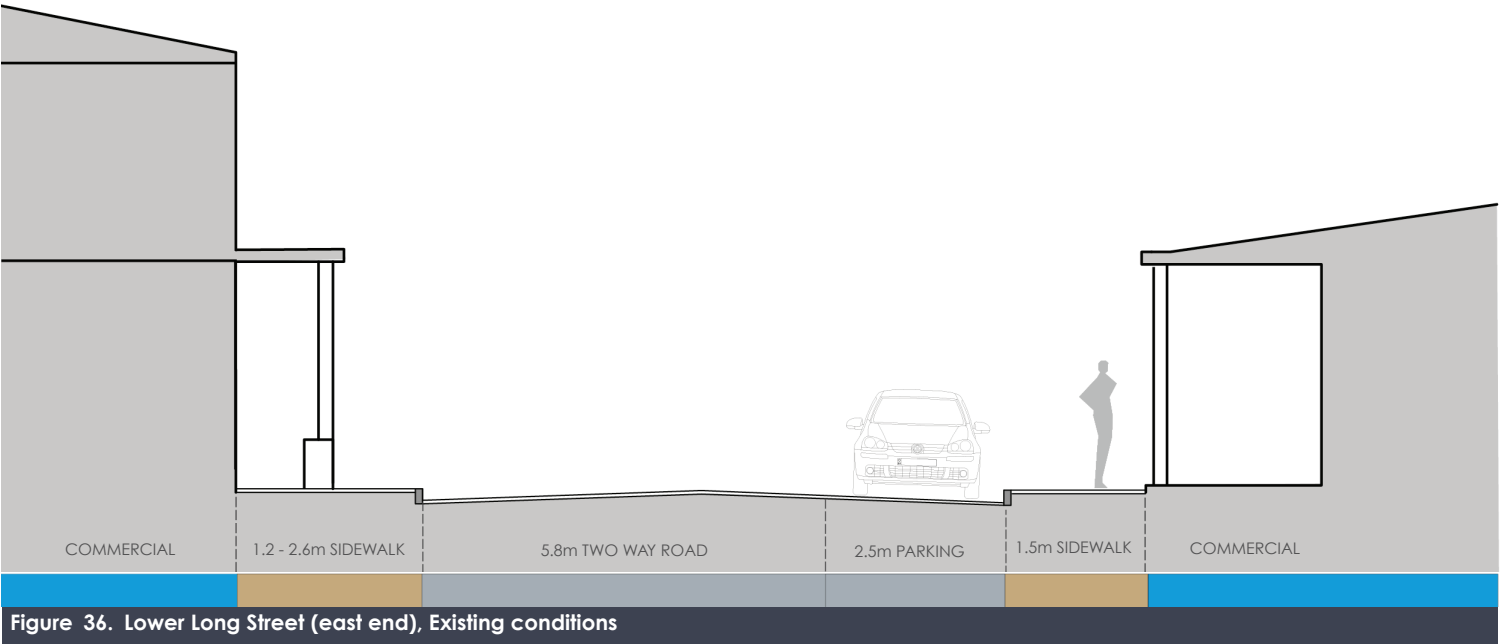 COMMERCIAL
1.2 - 2.6m SIDEWALK
5.8m TWO WAY ROAD
2.5m PARKING
1.5m SIDEWALK
COMMERCIAL
Figure 36. Lower Long Street (east end), Existing conditions